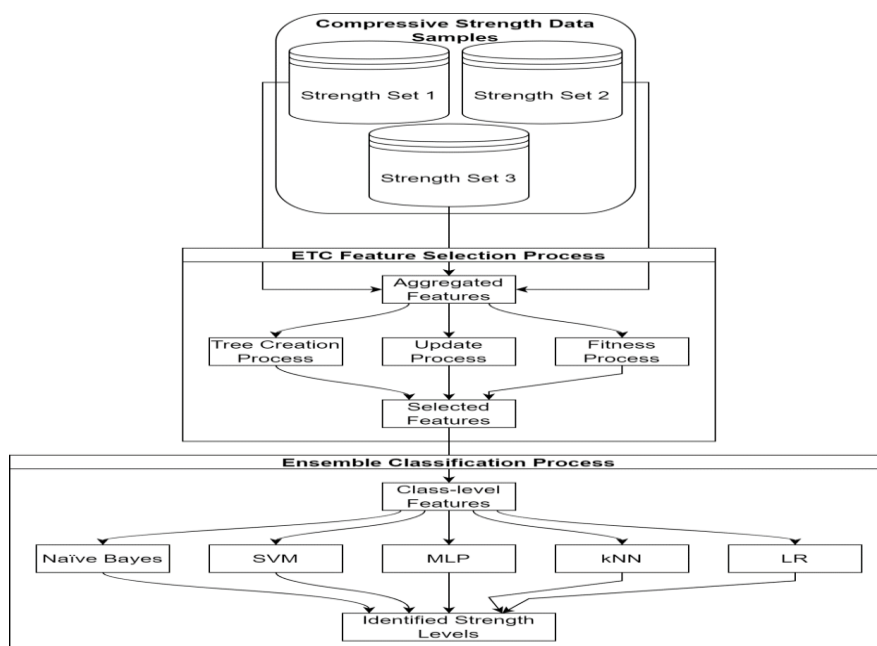 Compressive Strength Data
Samples
Strength Set 1
Strength Set 2
Strength Set 3
ETC Feature Selection Process
Aggregated
Features
Tree Creation
Process
Update
Process
Fitness
Process
Selected
Features
Ensemble Classification Process
Class-level
Features
Naïve Bayes
SVM
MLP
kNN
LR
Identified Strength
Levels